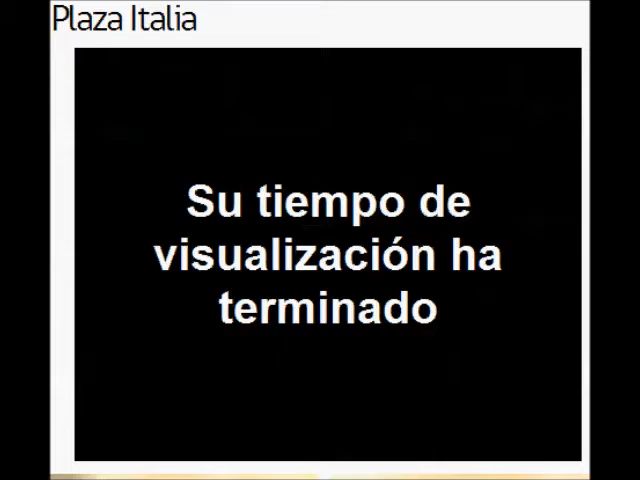 Plaza Italia
Su tiempo de
visualización ha
terminado